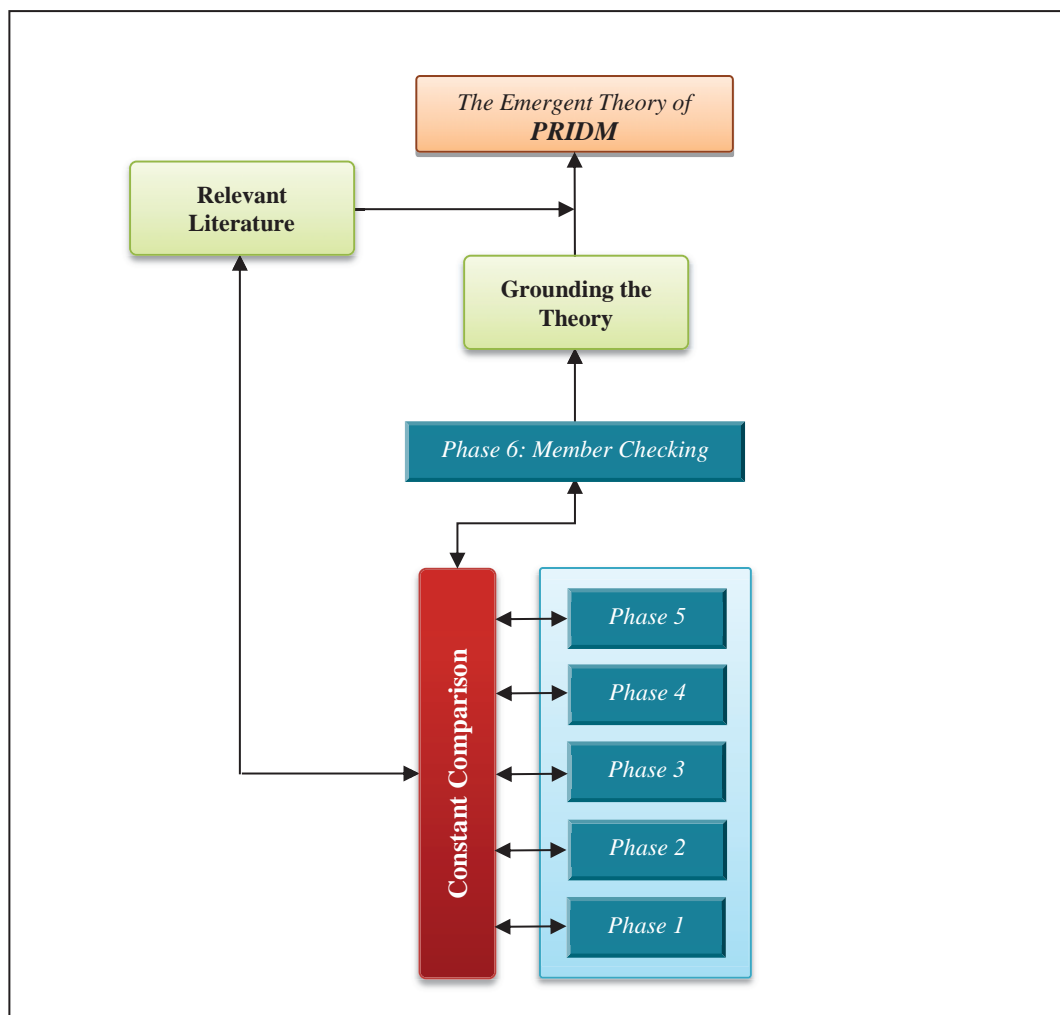 The Emergent Theory of
PRIDM
Relevant
Literature
Grounding the
Theory
Phase 6: Member Checking
Constant Comparison
Phase 5
Phase 4
Phase 3
Phase 2
Phase 1